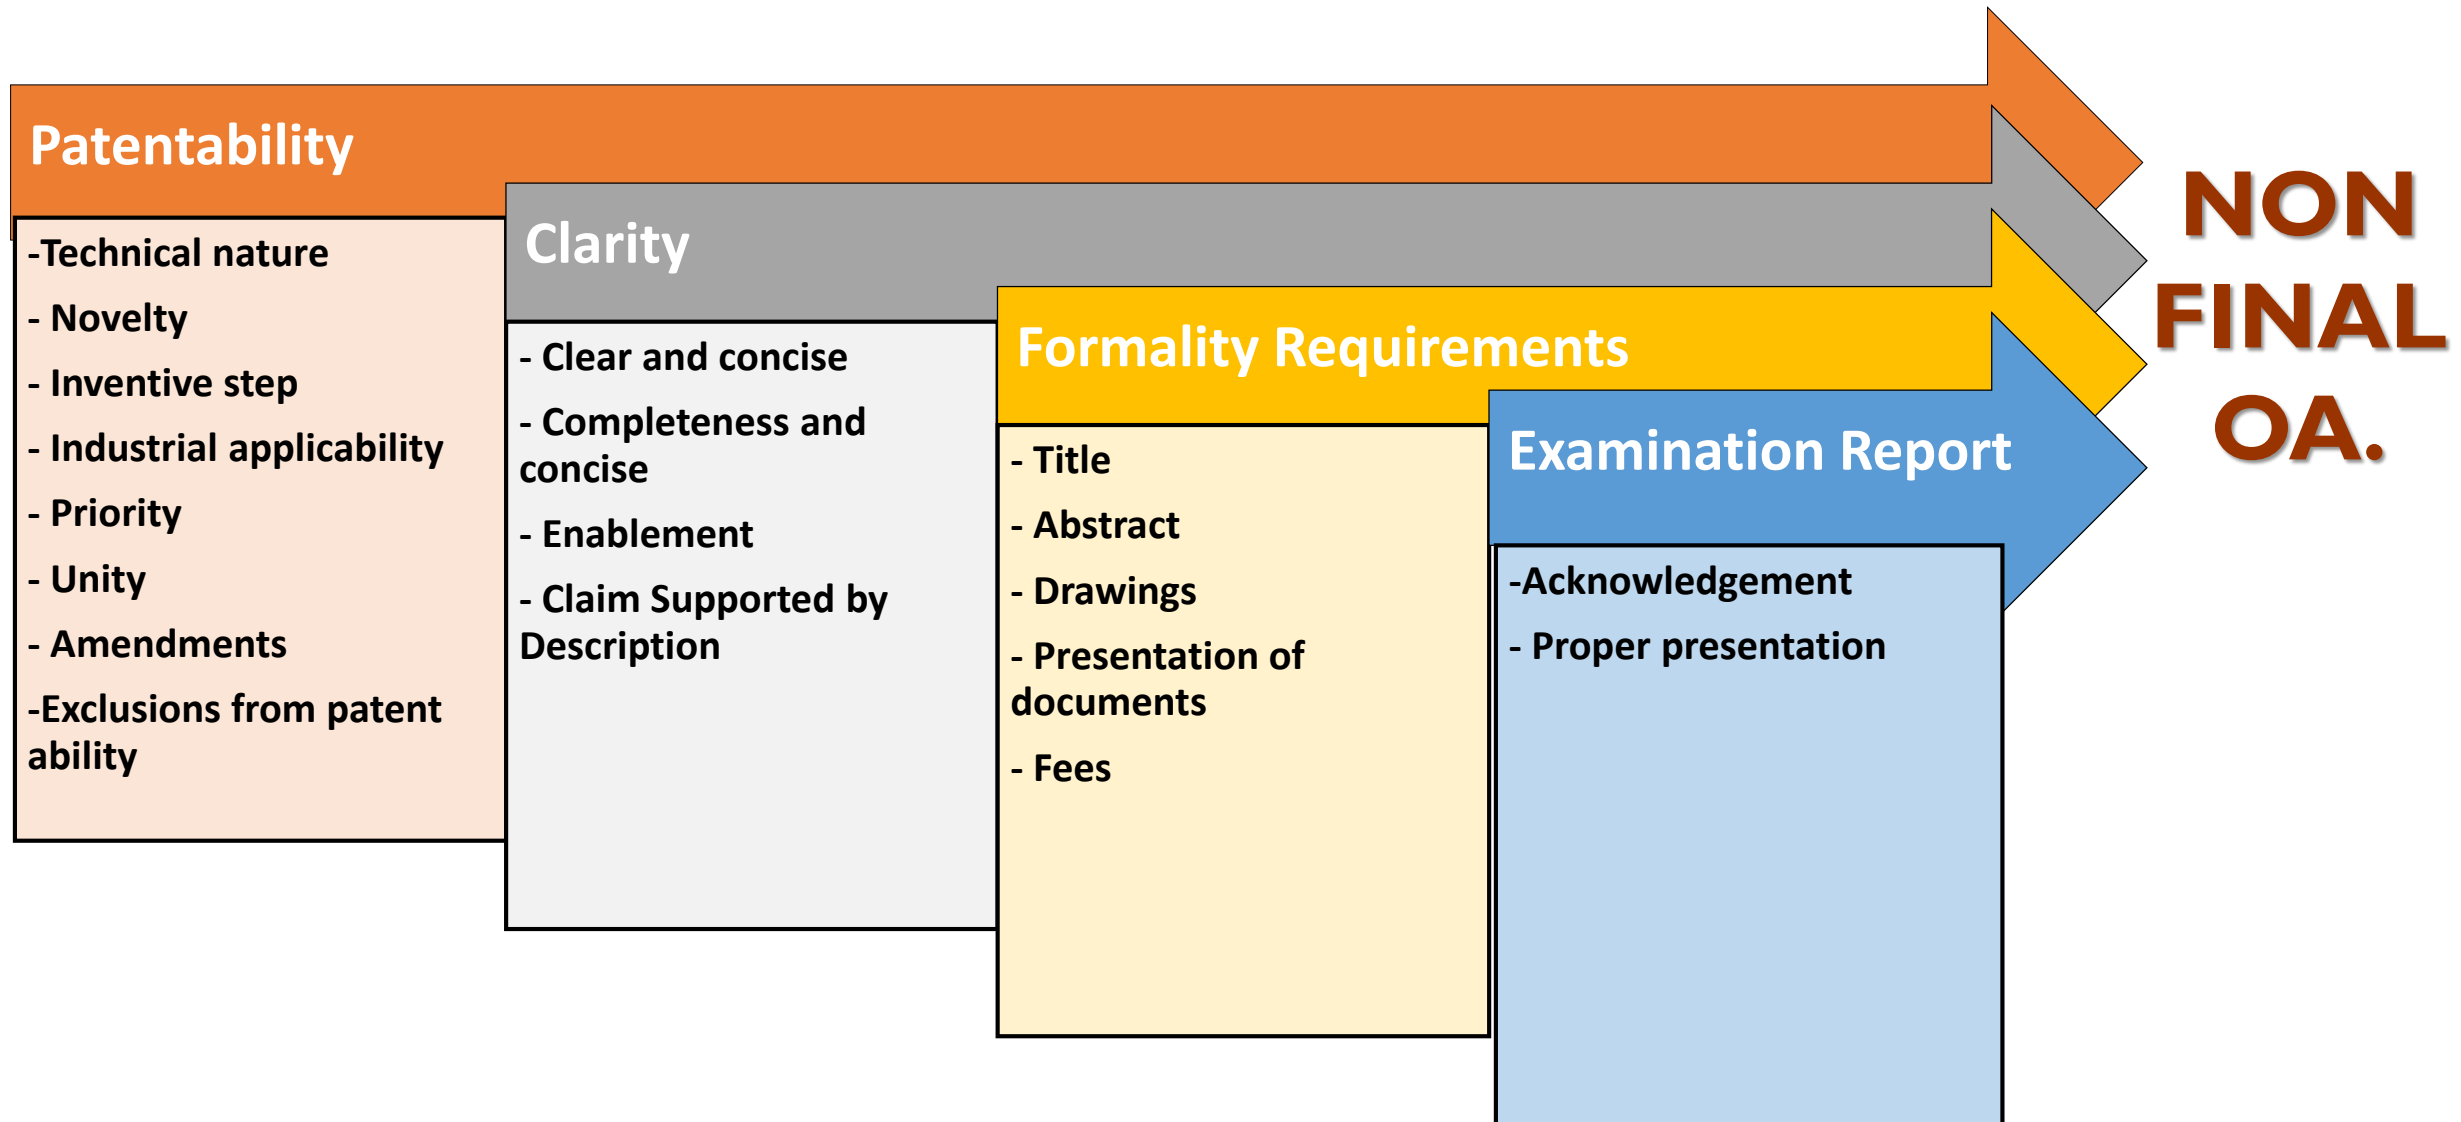 Patentability
-Technical nature
- Novelty
- Inventive step
- Industrial applicability
- Priority
- Unity
- Amendments
-Exclusions from patent
ability
Clarity
- Clear and concise
- Completeness and
concise
- Enablement
- Claim Supported by
Description
Formality Requirements
- Title
- Abstract
- Drawings
- Presentation of
documents
- Fees
Examination Report
-Acknowledgement
- Proper presentation
NON
FINAL
OA.